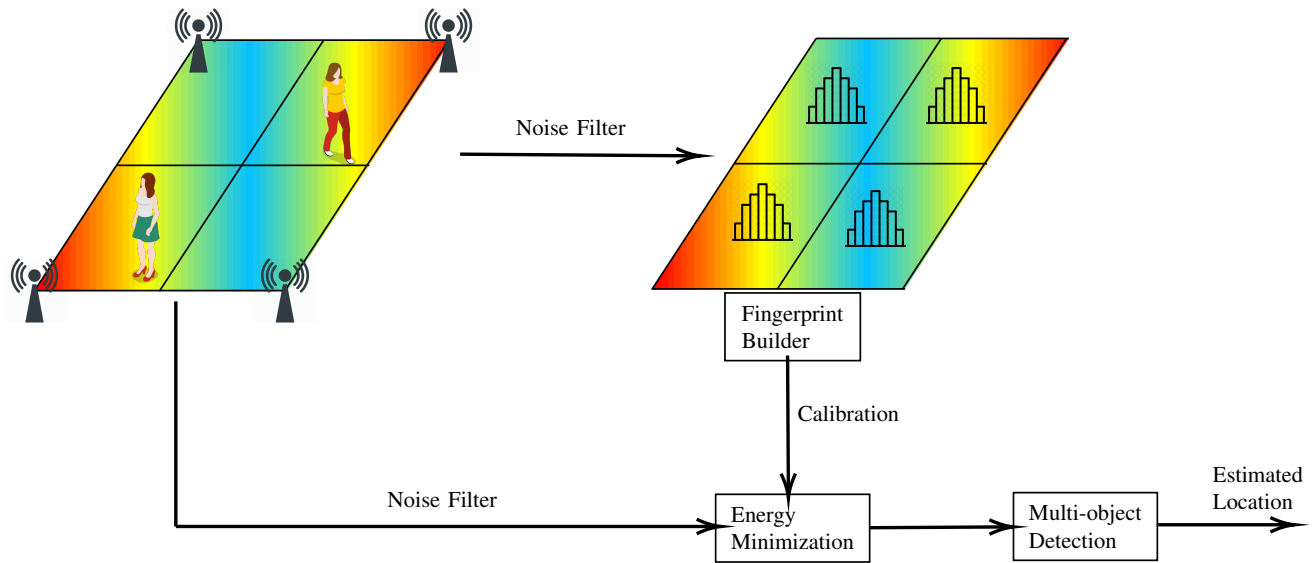 Noise Filter
Fingerprint
Builder
Calibration
Noise Filter
Energy
Minimization
Multi-object
Detection
Estimated
Location